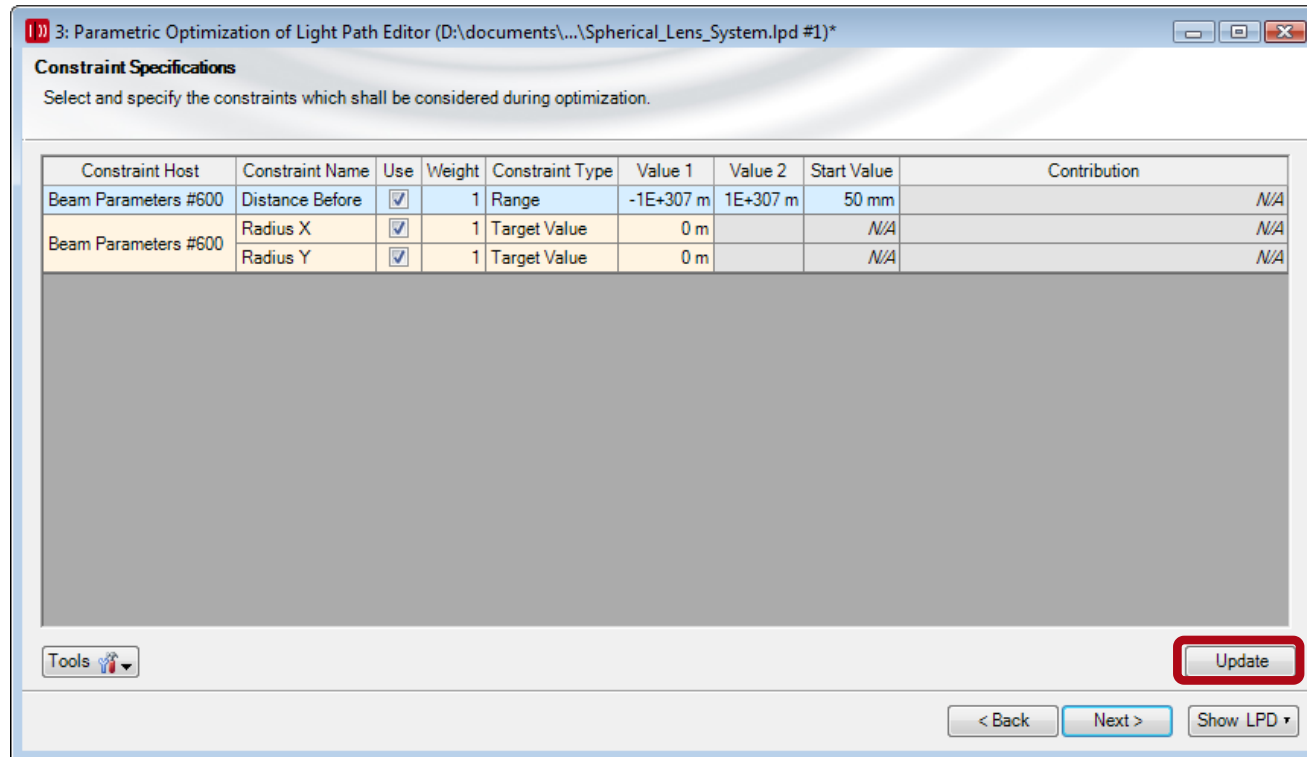 3: Parametric Optimization of Light Path Editor (D:\documents\...\Spherical_Lens_System.lpd #1)*
Constraint Specifications
Select and specify the constraints which shall be considered during optimization.
Constraint Host Constraint Name Use Weight Constraint Type Value 1 Value 2 Start Value Contribution
Beam Parameters #600 Distance Before 1 Range -1E+307 m 1E+307 m 50 mm N/A
Beam Parameters #600 Radius X 1 Target Value 0 m N/A N/A
Radius Y 1 Target Value 0 m N/A N/A
Tools Update
< Back Next > Show LPD